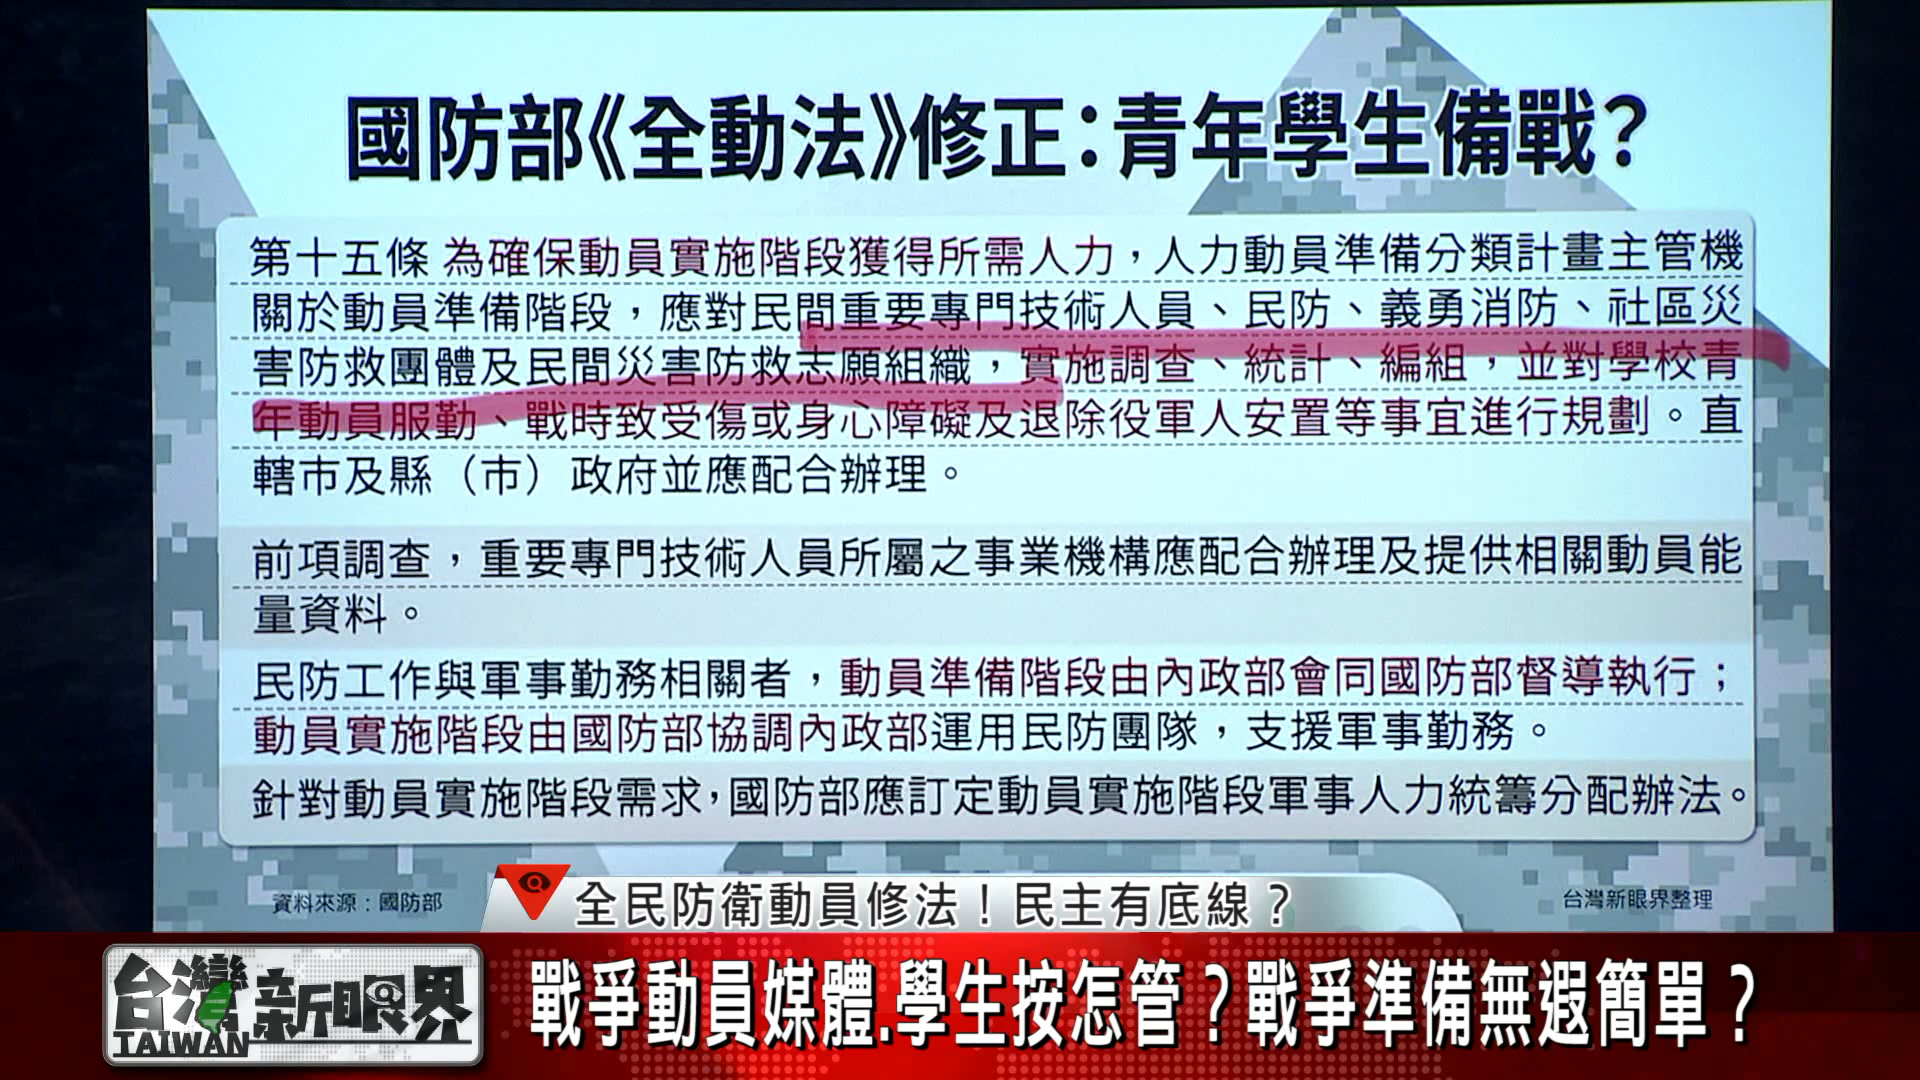 國防部《全動法》修正：青年學生備戰？
第十五條 為確保動員實施階段獲得所需人力，人力動員準備分類計畫主管機
關於動員準備階段，應對民間重要專門技術人員、民防、義勇消防、社區災
害防救團體及民間災害防救志願組織，實施調查、統計、編組，並對學校青
年動員服勤、戰時致受傷或身心障礙及退除役軍人安置等事宜進行規劃。直
轄市及縣（市）政府並應配合辦理。
前項調查，重要專門技術人員所屬之事業機構應配合辦理及提供相關動員能
量資料。
民防工作與軍事勤務相關者，動員準備階段由內政部會同國防部督導執行；
動員實施階段由國防部協調內政部運用民防團隊，支援軍事勤務。
針對動員實施階段需求，國防部應訂定動員實施階段軍事人力統籌分配辦法。
資料來源：國防部
台灣新眼界整理
全民防衛動員修法！民主有底線？
台灣新眼界
TAIWAN
戰爭動員媒體.學生按怎管？戰爭準備無遐簡單？